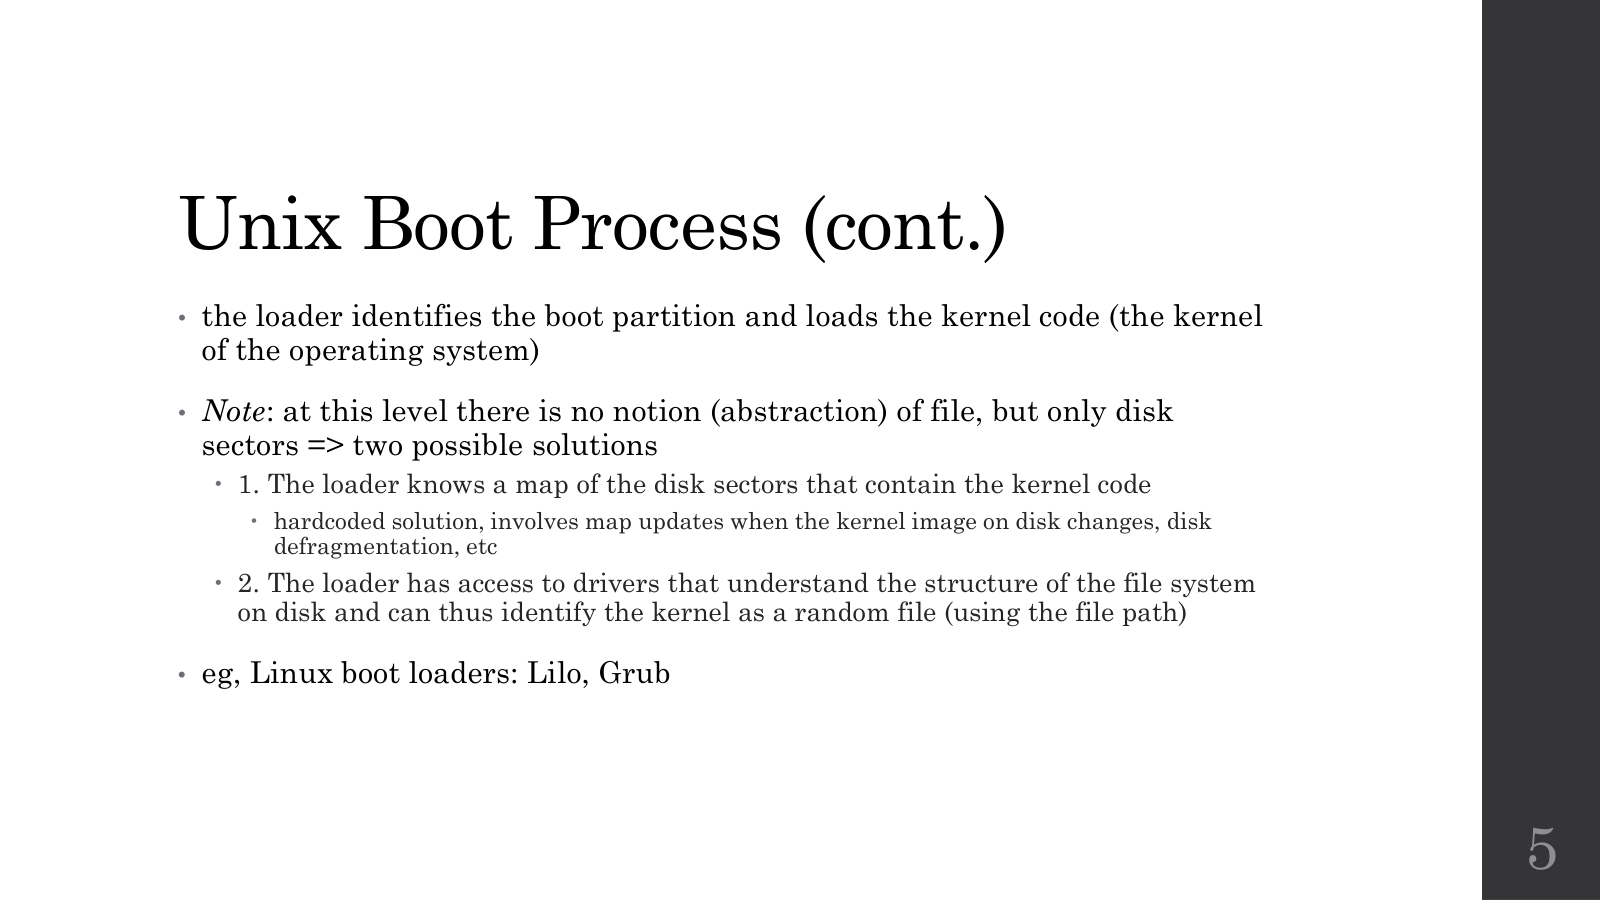 Unix Boot Process (cont.)
• the loader identifies the boot partition and loads the kernel code (the kernel
of the operating system)
• Note: at this level there is no notion (abstraction) of file, but only disk
sectors => two possible solutions
• 1. The loader knows a map of the disk sectors that contain the kernel code
• hardcoded solution, involves map updates when the kernel image on disk changes, disk
defragmentation, etc
• 2. The loader has access to drivers that understand the structure of the file system
on disk and can thus identify the kernel as a random file (using the file path)
• eg, Linux boot loaders: Lilo, Grub
5